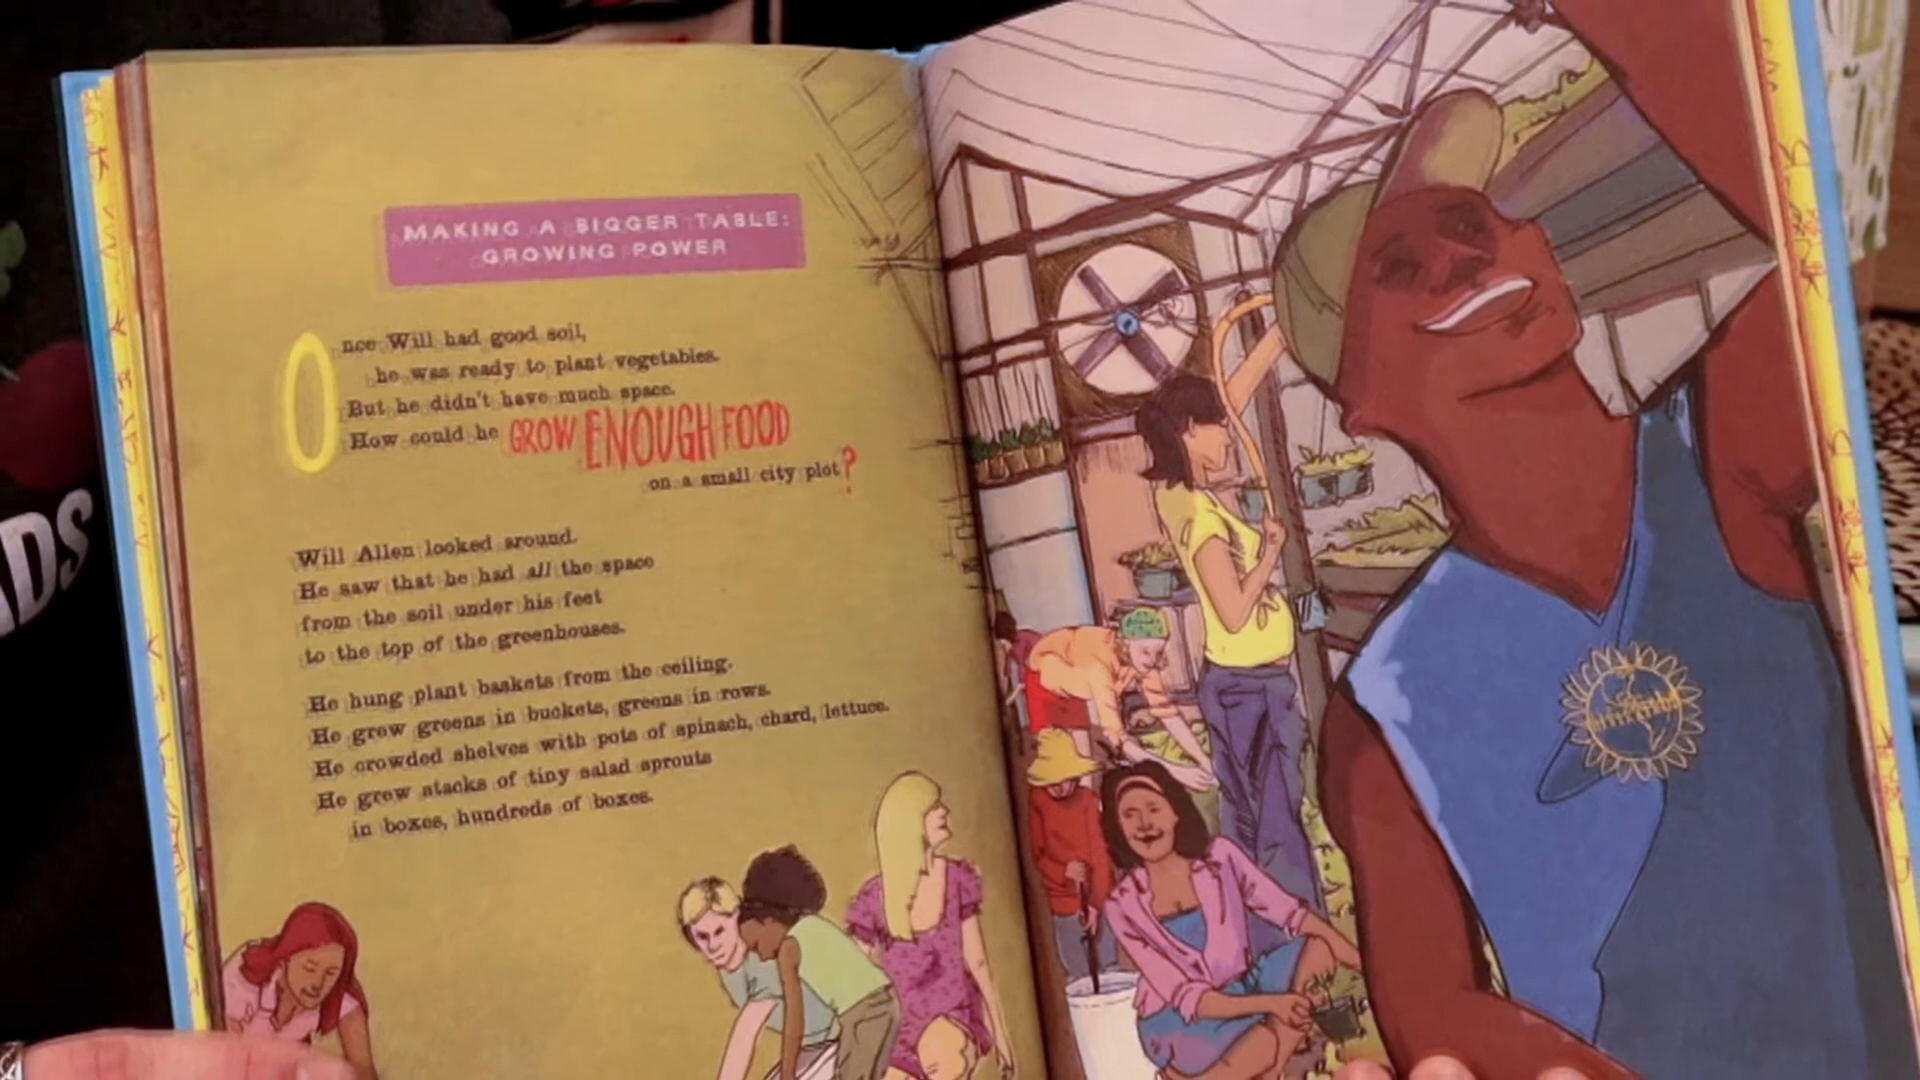 MAKING A BIGGER TABLE:
GROWING POWER
Once Will had good soil,
he was ready to plant vegetables.
But he didn't have much space.
How could he GROW ENOUGH FOOD
on a small city plot?
Will Allen looked around.
He saw that he had all the space
from the soil under his feet
to the top of the greenhouses.
He hung plant baskets from the ceiling.
He grew greens in buckets, greens in rows.
He crowded shelves with pots of spinach, chard, lettuce.
He grew stacks of tiny salad sprouts
in boxes, hundreds of boxes.